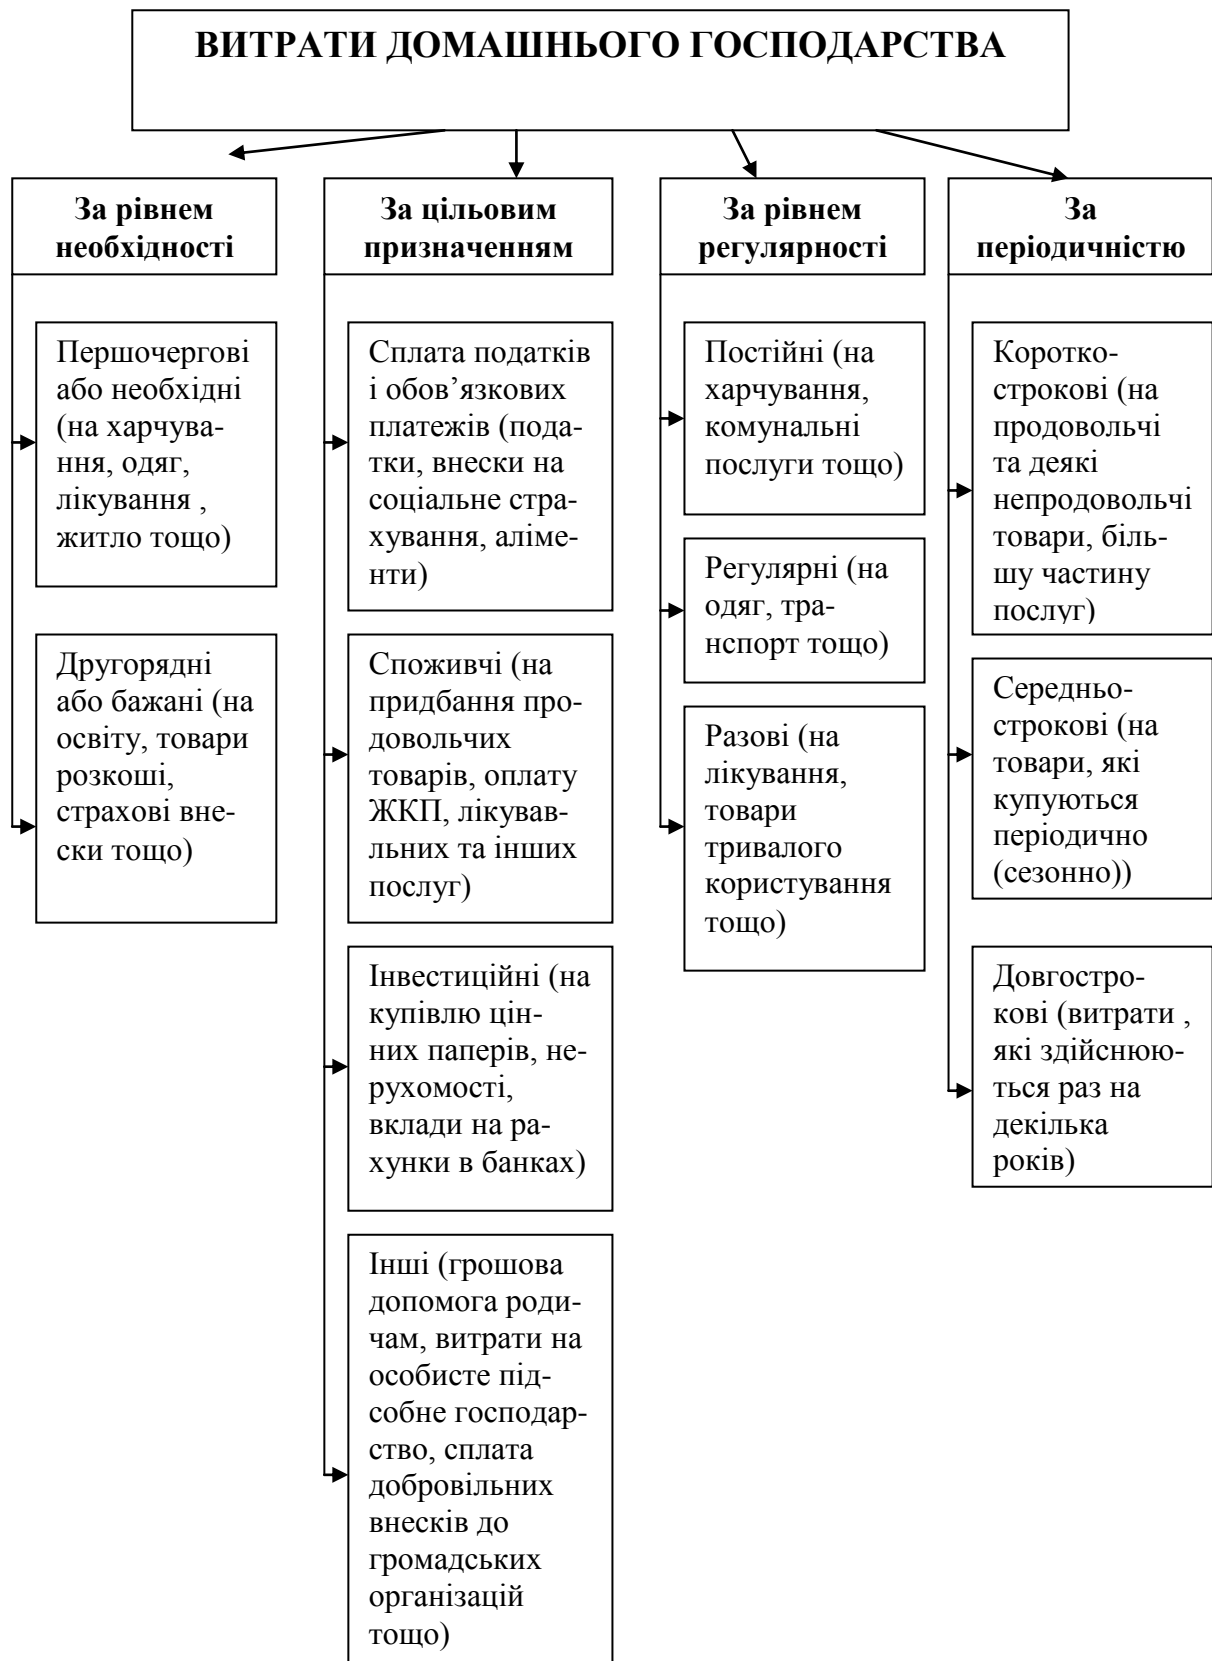 ВИТРАТИ ДОМАШНЬОГО ГОСПОДАРСТВА
За рівнем
необхідності
Першочергові
або необхідні
(на харчува-
ння, одяг,
лікування ,
житло тощо)
Другорядні
або бажані (на
освіту, товари
розкоші,
страхові вне-
ски тощо)
За цільовим
призначенням
Сплата податків
і обов’язкових
платежів (пода-
тки, внески на
соціальне стра-
хування, аліме-
нти)
Споживчі (на
придбання про-
довольчих
товарів, оплату
ЖКП, лікував-
льних та інших
послуг)
Інвестиційні (на
купівлю цін-
них паперів, не-
рухомості,
вклади на ра-
хунки в банках)
Інші (грошова
допомога роди-
чам, витрати на
особисте під-
собне господар-
ство, сплата
добровільних
внесків до
громадських
організацій
тощо)
За рівнем
регулярності
Постійні (на
харчування,
комунальні
послуги тощо)
Регулярні (на
одяг, тра-
нспорт тощо)
Разові (на
лікування,
товари
тривалого
користування
тощо)
За
періодичністю
Коротко-
строкові (на
продовольчі
та деякі
непродовольчі
товари, біль-
шу частину
послуг)
Середньо-
строкові (на
товари, які
купуються
періодично
(сезонно))
Довгостро-
кові (витрати ,
які здійснюю-
ться раз на
декілька
років)